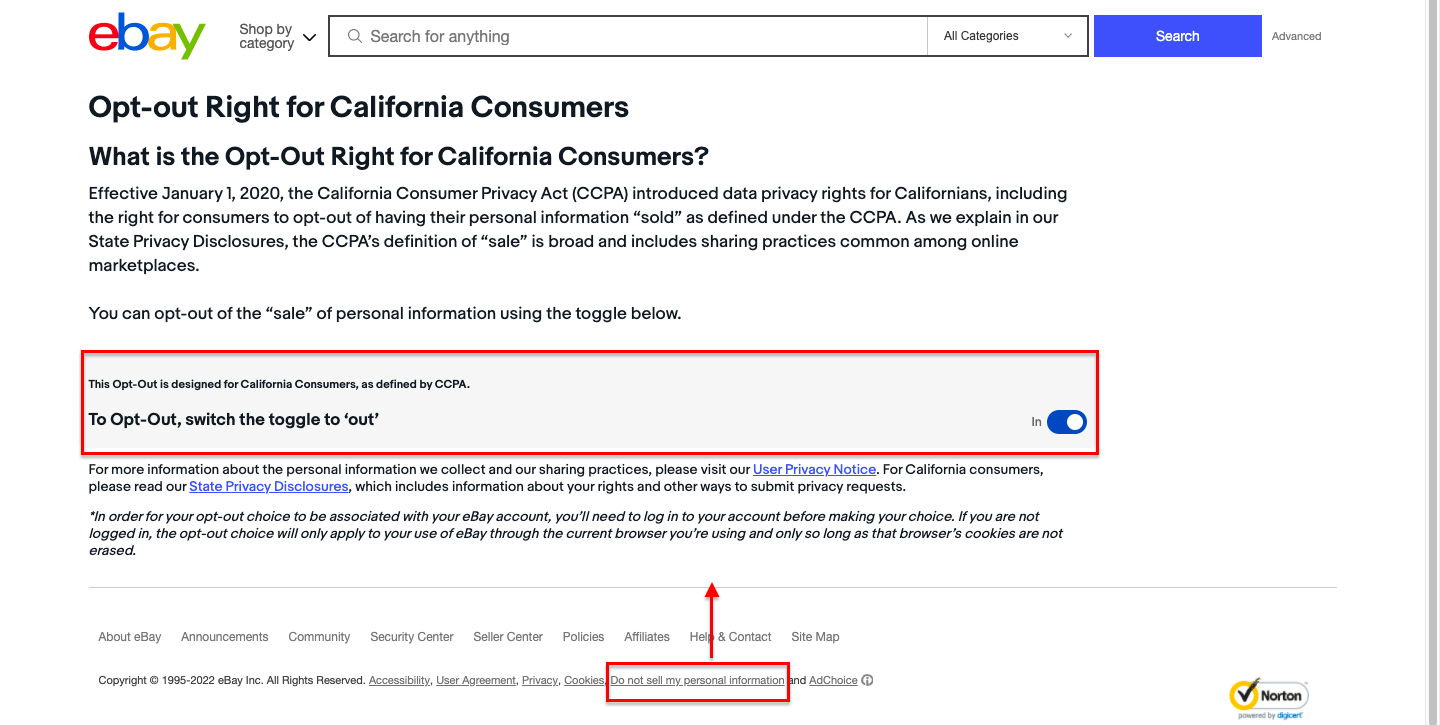 ebay
Shop by
category
Search for anything
All Categories
Search
Advanced
Opt-out Right for California Consumers
What is the Opt-Out Right for California Consumers?
Effective January 1, 2020, the California Consumer Privacy Act (CCPA) introduced data privacy rights for Californians, including
the right for consumers to opt-out of having their personal information “sold” as defined under the CCPA. As we explain in our
State Privacy Disclosures, the CCPA’s definition of “sale” is broad and includes sharing practices common among online
marketplaces.
You can opt-out of the “sale” of personal information using the toggle below.
This Opt-Out is designed for California Consumers, as defined by CCPA.
To Opt-Out, switch the toggle to ‘out’
In
For more information about the personal information we collect and our sharing practices, please visit our User Privacy Notice. For California consumers,
please read our State Privacy Disclosures, which includes information about your rights and other ways to submit privacy requests.
*In order for your opt-out choice to be associated with your eBay account, you’ll need to log in to your account before making your choice. If you are not
logged in, the opt-out choice will only apply to your use of eBay through the current browser you’re using and only so long as that browser’s cookies are not
erased.
About eBay Announcements Community Security Center Seller Center Policies Affiliates Help & Contact Site Map
Copyright © 1995-2022 eBay Inc. All Rights Reserved. Accessibility, User Agreement, Privacy, Cookies, Do not sell my personal information and AdChoice
Norton
powered by digicert